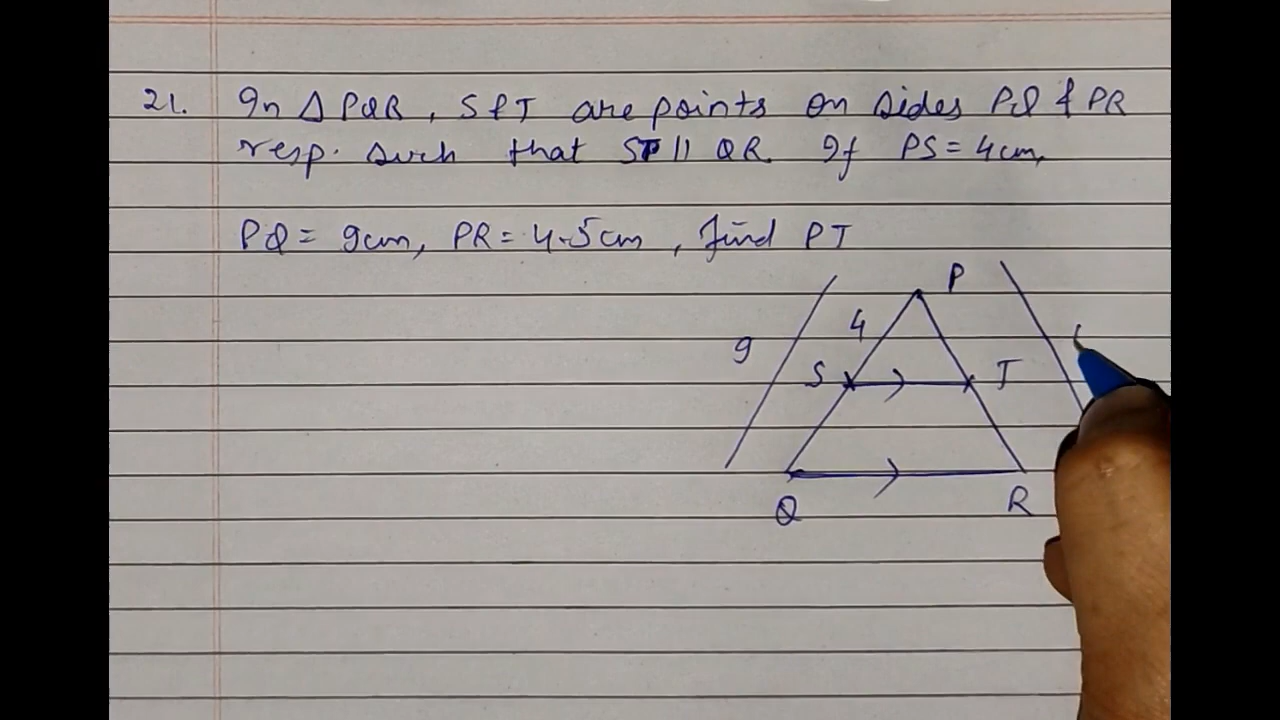 21. In Δ PQR, S & T are points on sides PQ & PR
resp. such that ST || QR. If PS = 4cm,
PQ = 9cm, PR = 4.5cm, find PT
P
4
9
S
T
Q
R